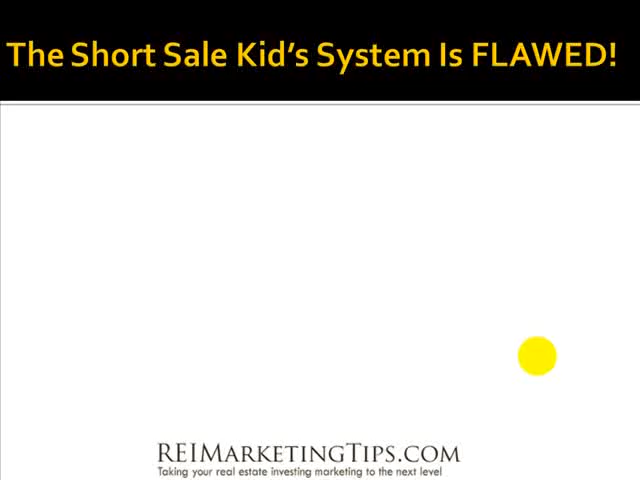 The Short Sale Kid's System Is FLAWED!
REIMARKETINGTIPS.COM
Taking your real estate investing marketing to the next level